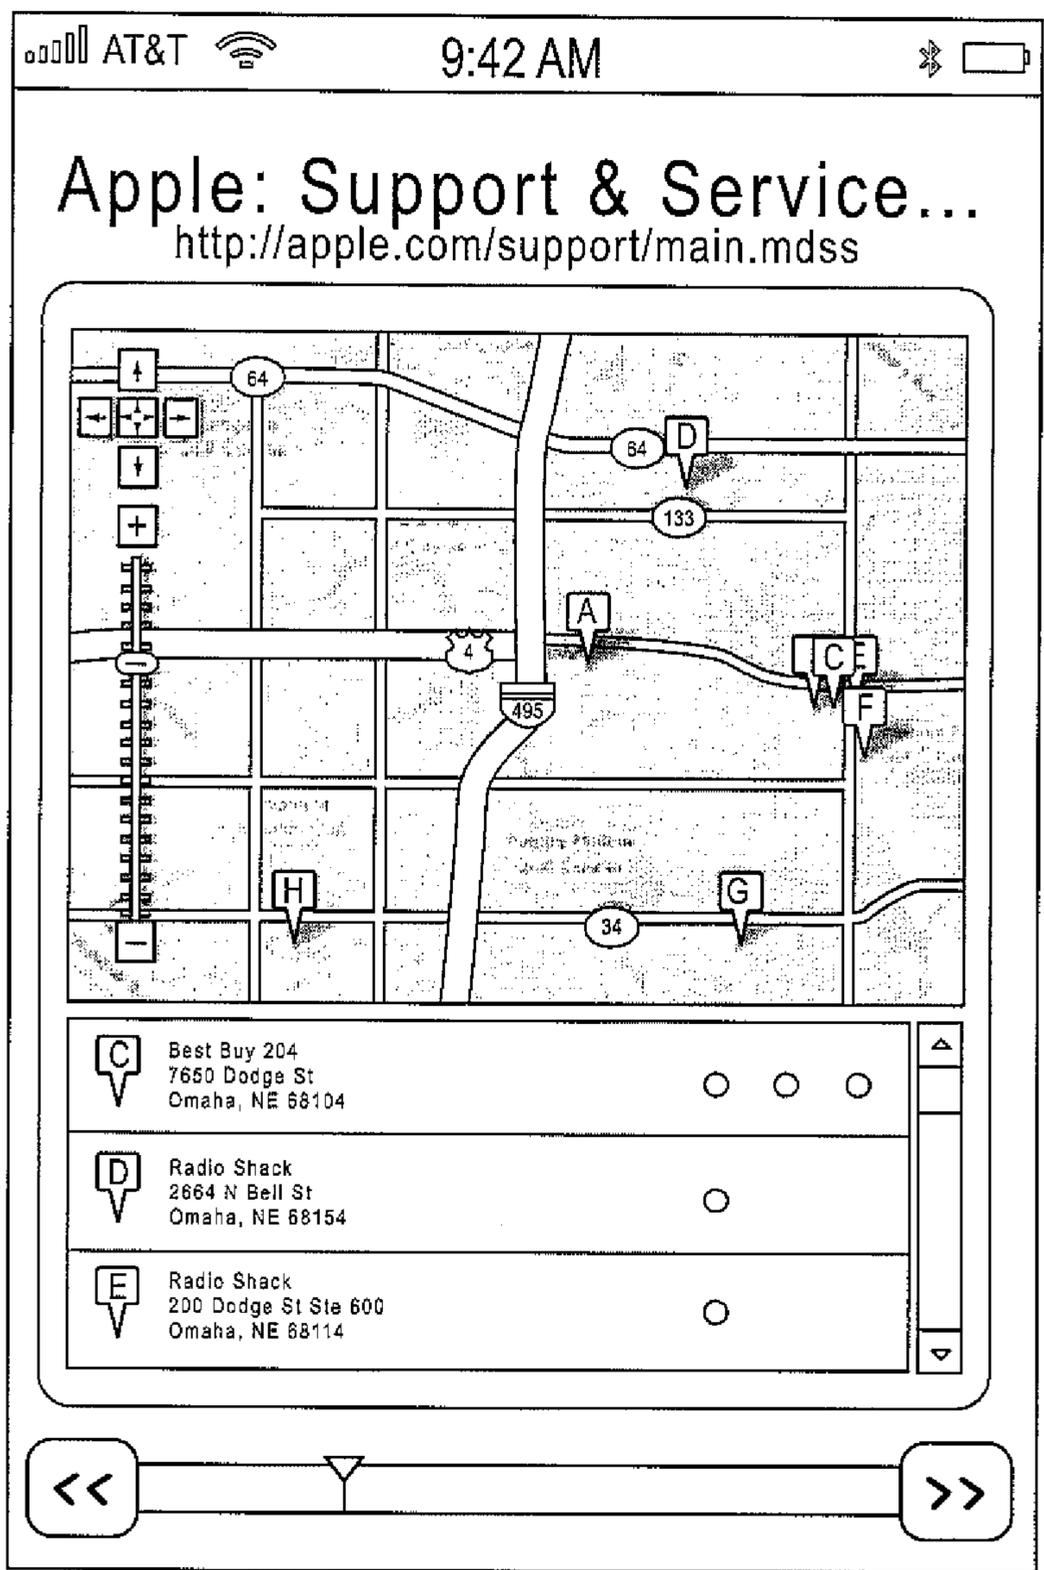 AT&T 9:42 AM
Apple: Support & Service...
http://apple.com/support/main.mdss
64
64
D
133
A
4
C E
495
F
H
G
34
+
−
C
Best Buy 204
7650 Dodge St
Omaha, NE 68104
D
Radio Shack
2664 N Bell St
Omaha, NE 68154
E
Radio Shack
200 Dodge St Ste 600
Omaha, NE 68114
<< >>